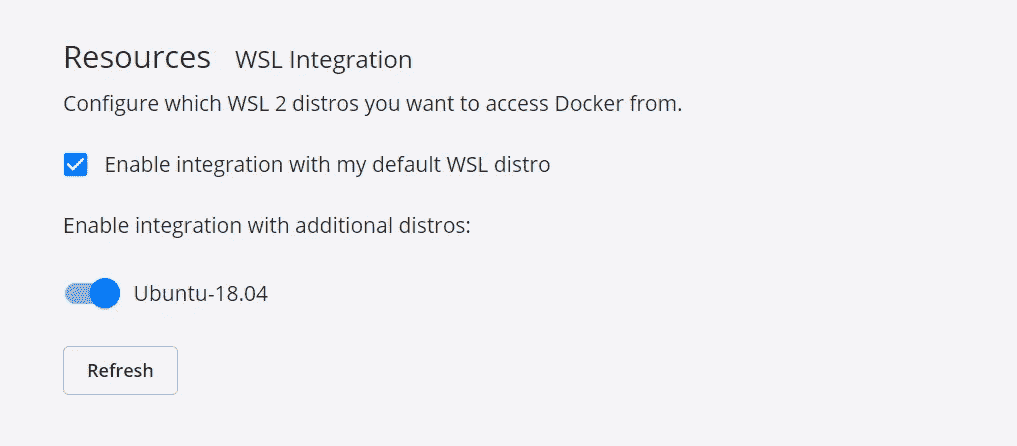 Resources WSL Integration
Configure which WSL 2 distros you want to access Docker from.
Enable integration with my default WSL distro
Enable integration with additional distros:
Ubuntu-18.04
Refresh